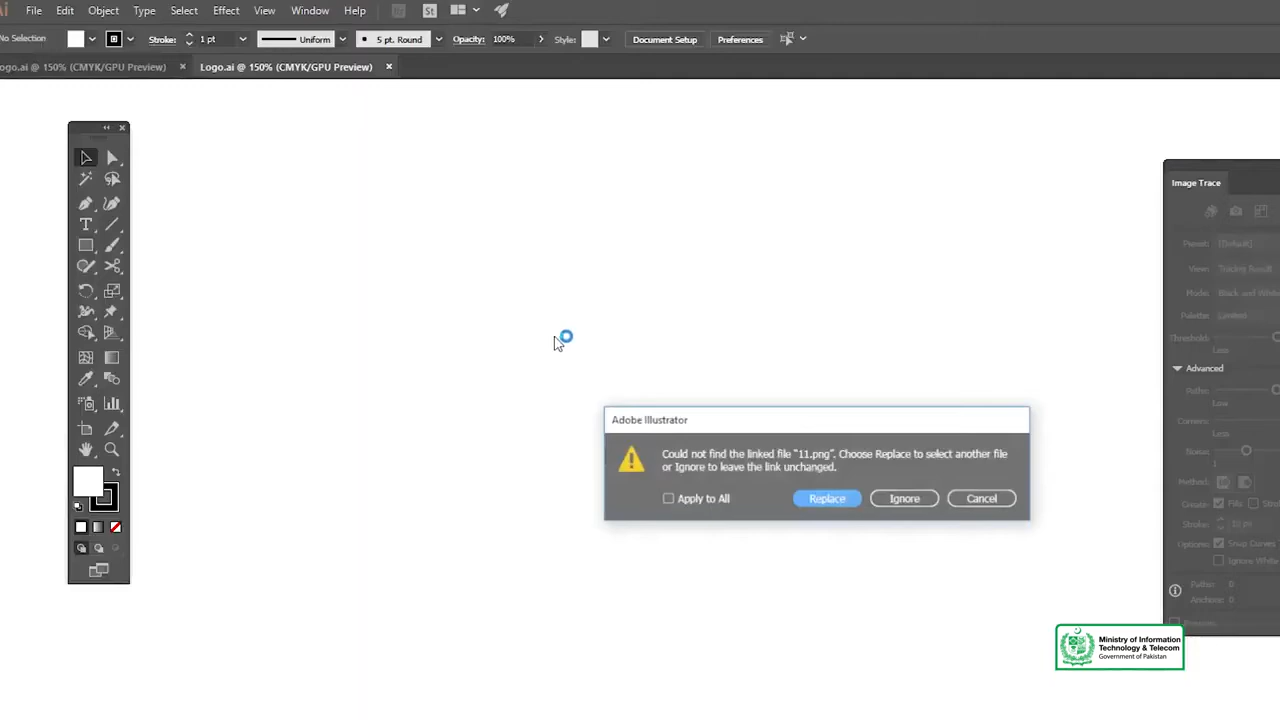 File Edit Object Type Select Effect View Window Help St
No Selection Stroke: 1 pt Uniform 5 pt. Round Opacity: 100% Style: Document Setup Preferences
ogo.ai @ 150% (CMYK/GPU Preview) × Logo.ai @ 150% (CMYK/GPU Preview) ×
Image Trace
Preset: [Default]
View: Tracing Result
Mode: Black and White
Palette: Limited
Threshold:
Less
Advanced
Paths:
Low
Corners:
Less
Noise:
1
Method:
Create: Fills
Stroke: 10 px
Options: Snap Curves
Ignore White
Paths: 0
Anchors: 0
Adobe Illustrator
Could not find the linked file "11.png". Choose Replace to select another file
or Ignore to leave the link unchanged.
Apply to All Replace Ignore Cancel
Ministry of Information
Technology & Telecom
Government of Pakistan